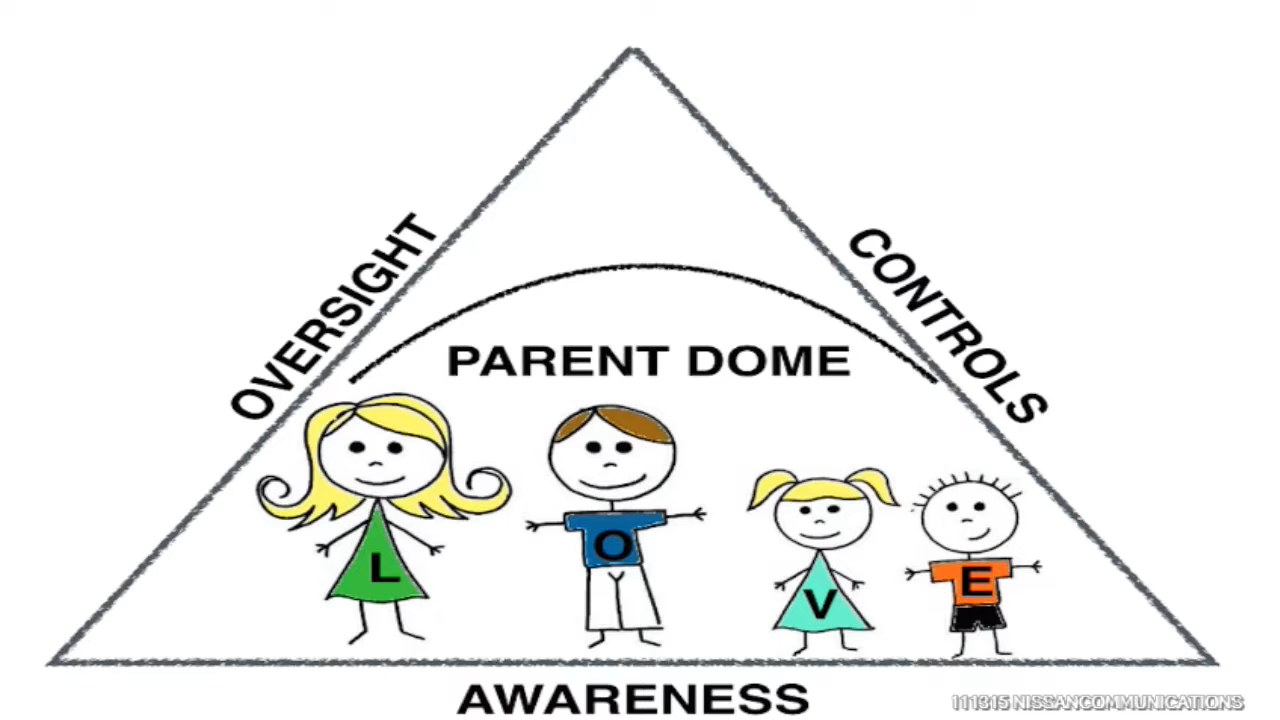 OVERSIGHT
CONTROLS
PARENT DOME
L
O
V
E
AWARENESS
111315 NISSANCOMMUNICATIONS